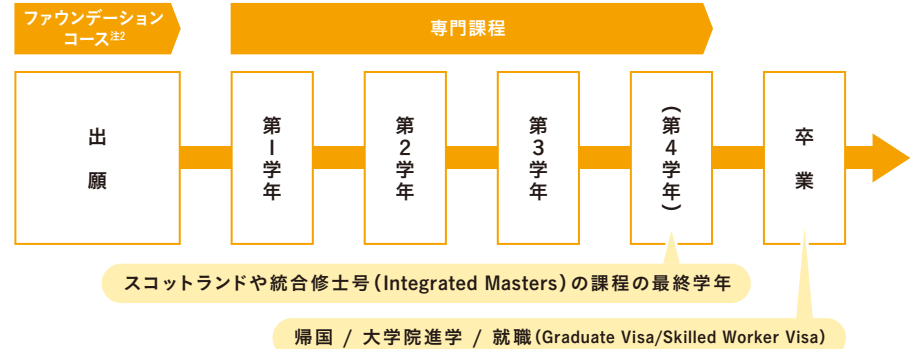 ファウンデーション
コース注2
専門課程
出願
第1学年
第2学年
第3学年
(第4学年)
卒業
スコットランドや統合修士号(Integrated Masters)の課程の最終学年
帰国 / 大学院進学 / 就職(Graduate Visa/Skilled Worker Visa)